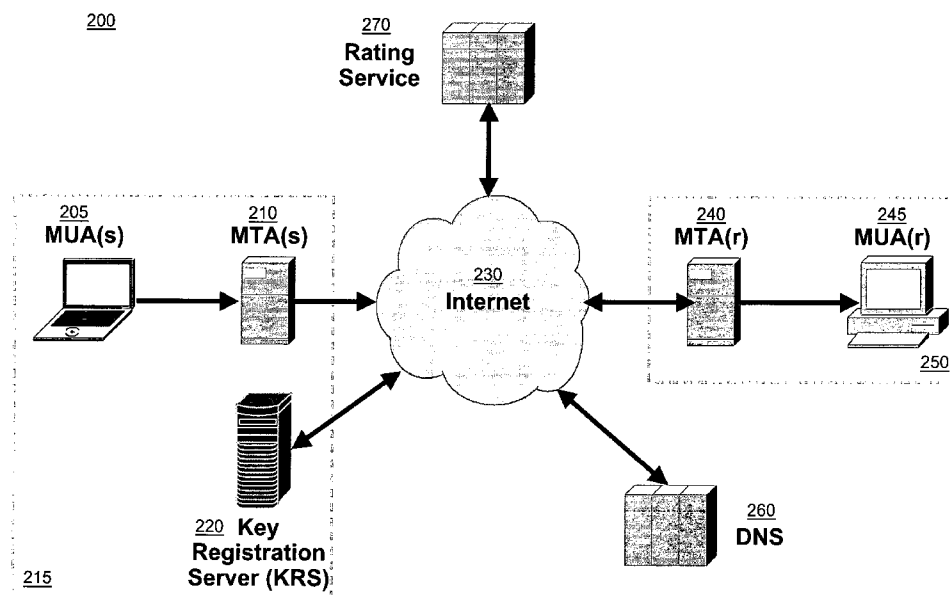 200
270
Rating
Service
205
MUA(s)
210
MTA(s)
230
Internet
240
MTA(r)
245
MUA(r)
250
220 Key
Registration
Server (KRS)
215
260
DNS